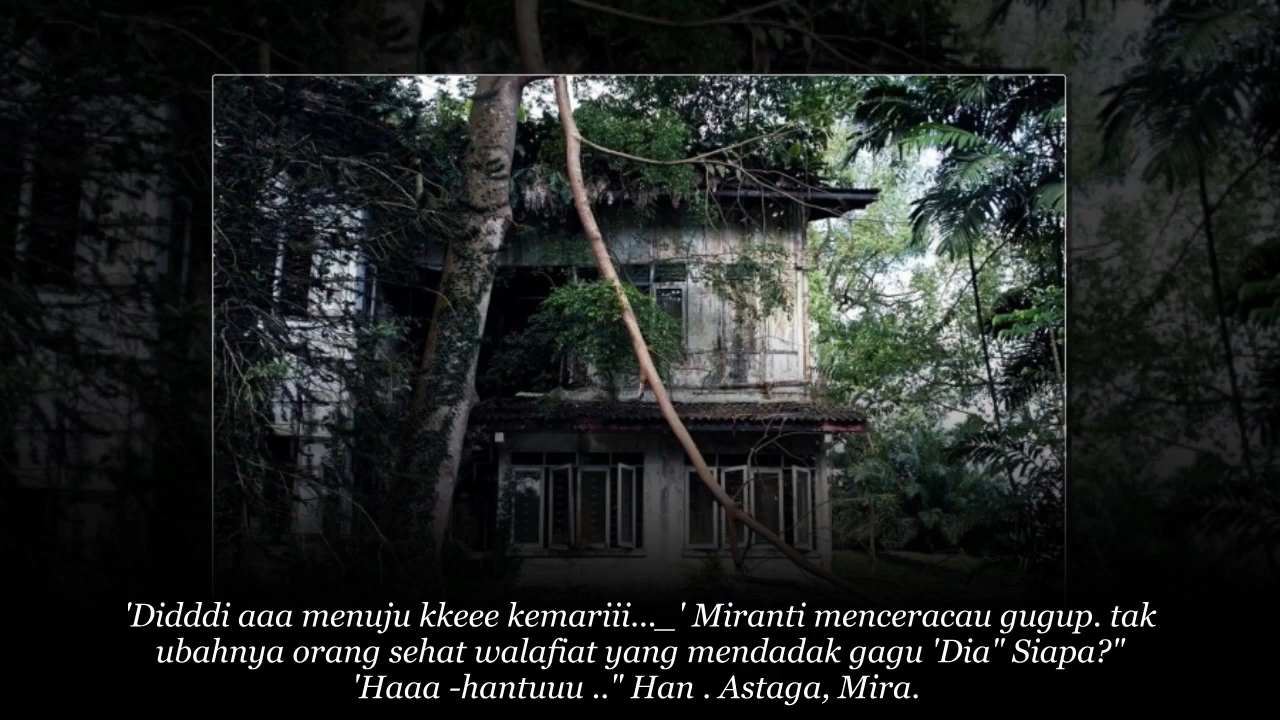 'Didddi aaa menuju kkeee kemariii..._' Miranti menceracau gugup. tak
ubahnya orang sehat walafiat yang mendadak gagu 'Dia" Siapa?"
'Haaa -hantuuu .." Han . Astaga, Mira.